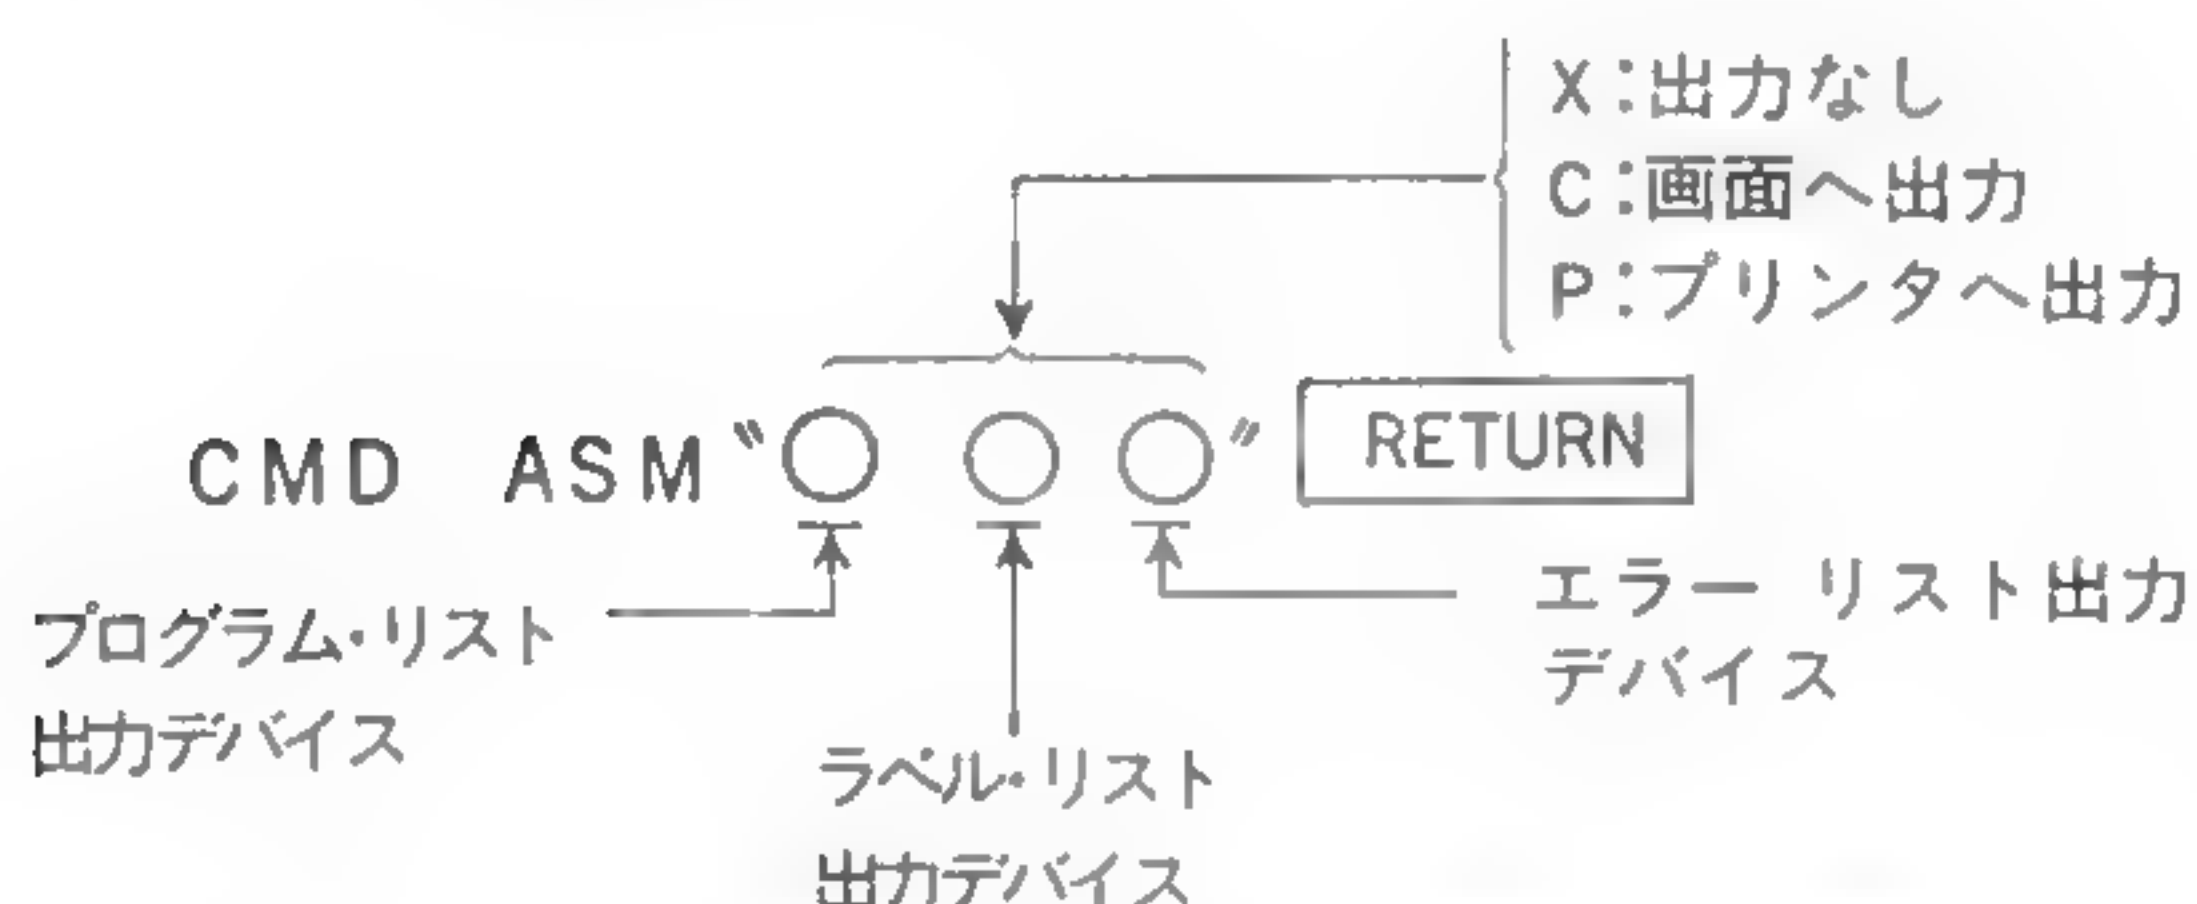 X:出力なし
C:画面へ出力
P:プリンタへ出力
CMD ASM"○ ○ ○" RETURN
プログラム・リスト
出力デバイス
ラベル・リスト
出力デバイス
エラー リスト出力
デバイス